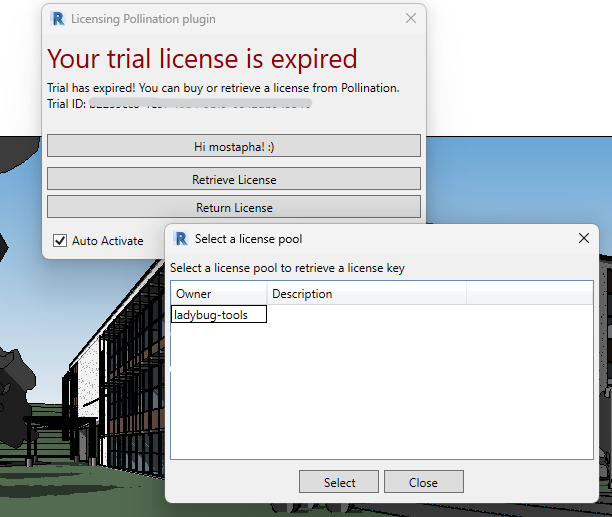 Licensing Pollination plugin
Your trial license is expired
Trial has expired! You can buy or retrieve a license from Pollination.
Trial ID:
Hi mostapha! :)
Retrieve License
Return License
Auto Activate
Select a license pool
Select a license pool to retrieve a license key
Owner Description
ladybug-tools
Select Close